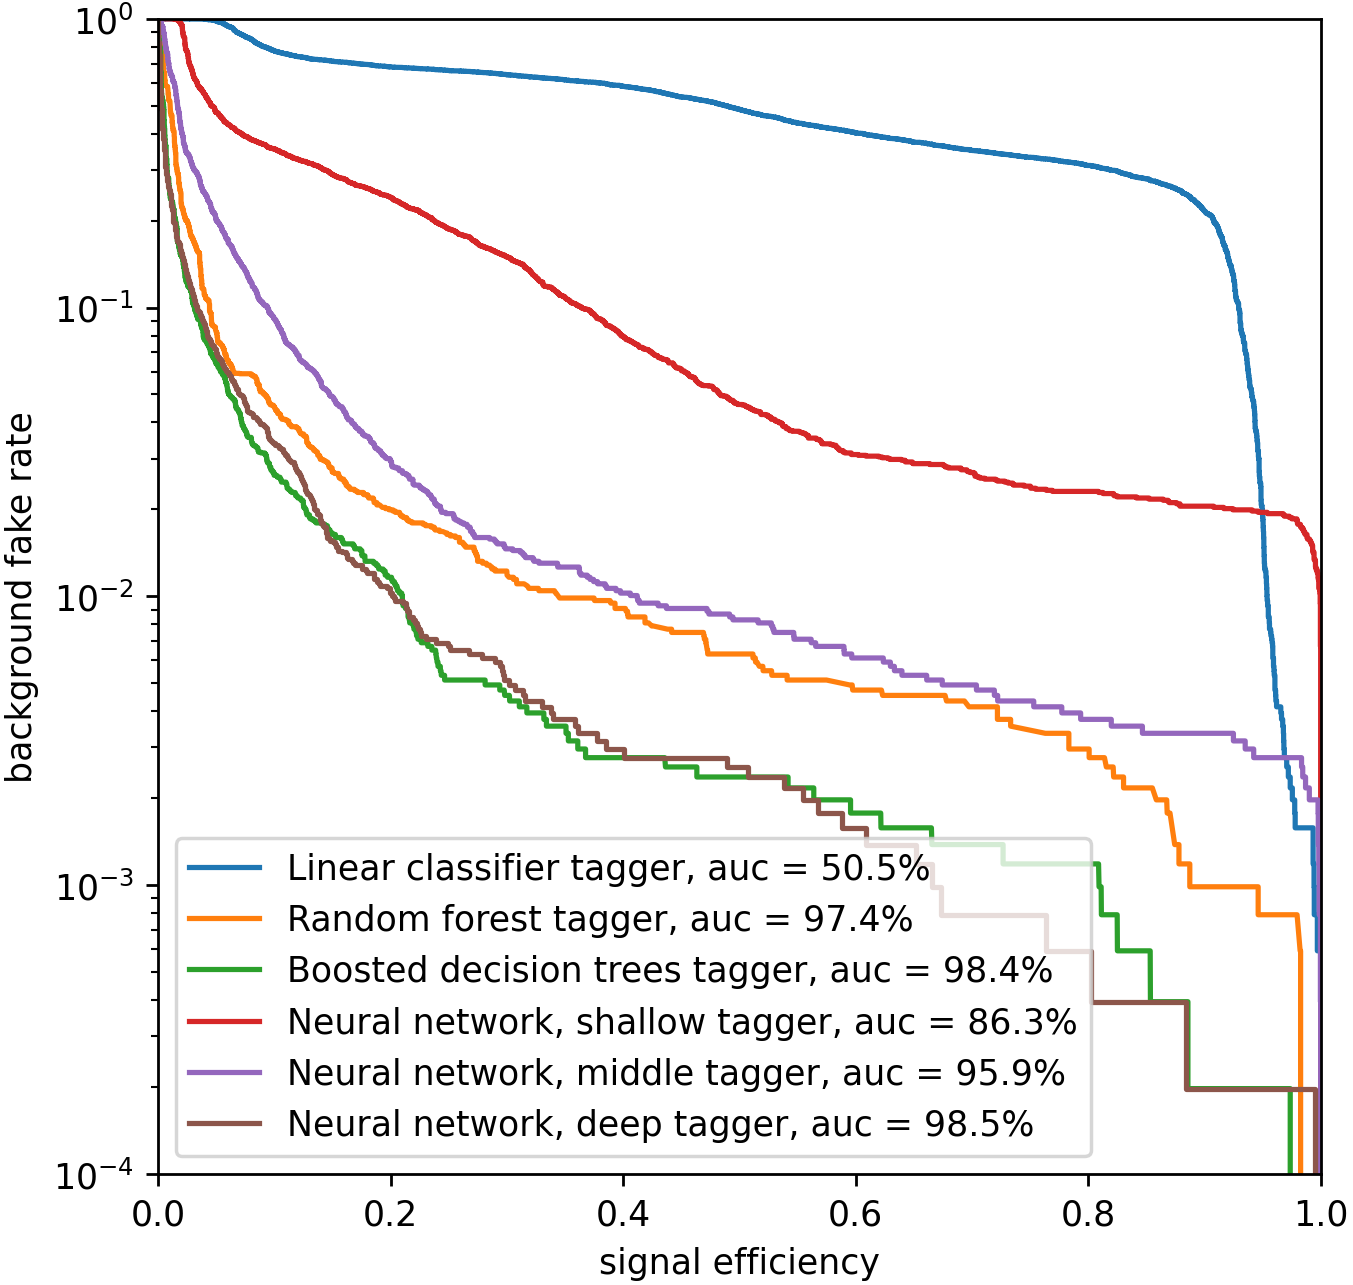 10⁰
10⁻¹
10⁻²
10⁻³
10⁻⁴
background fake rate
Linear classifier tagger, auc = 50.5%
Random forest tagger, auc = 97.4%
Boosted decision trees tagger, auc = 98.4%
Neural network, shallow tagger, auc = 86.3%
Neural network, middle tagger, auc = 95.9%
Neural network, deep tagger, auc = 98.5%
0.0 0.2 0.4 0.6 0.8 1.0
signal efficiency